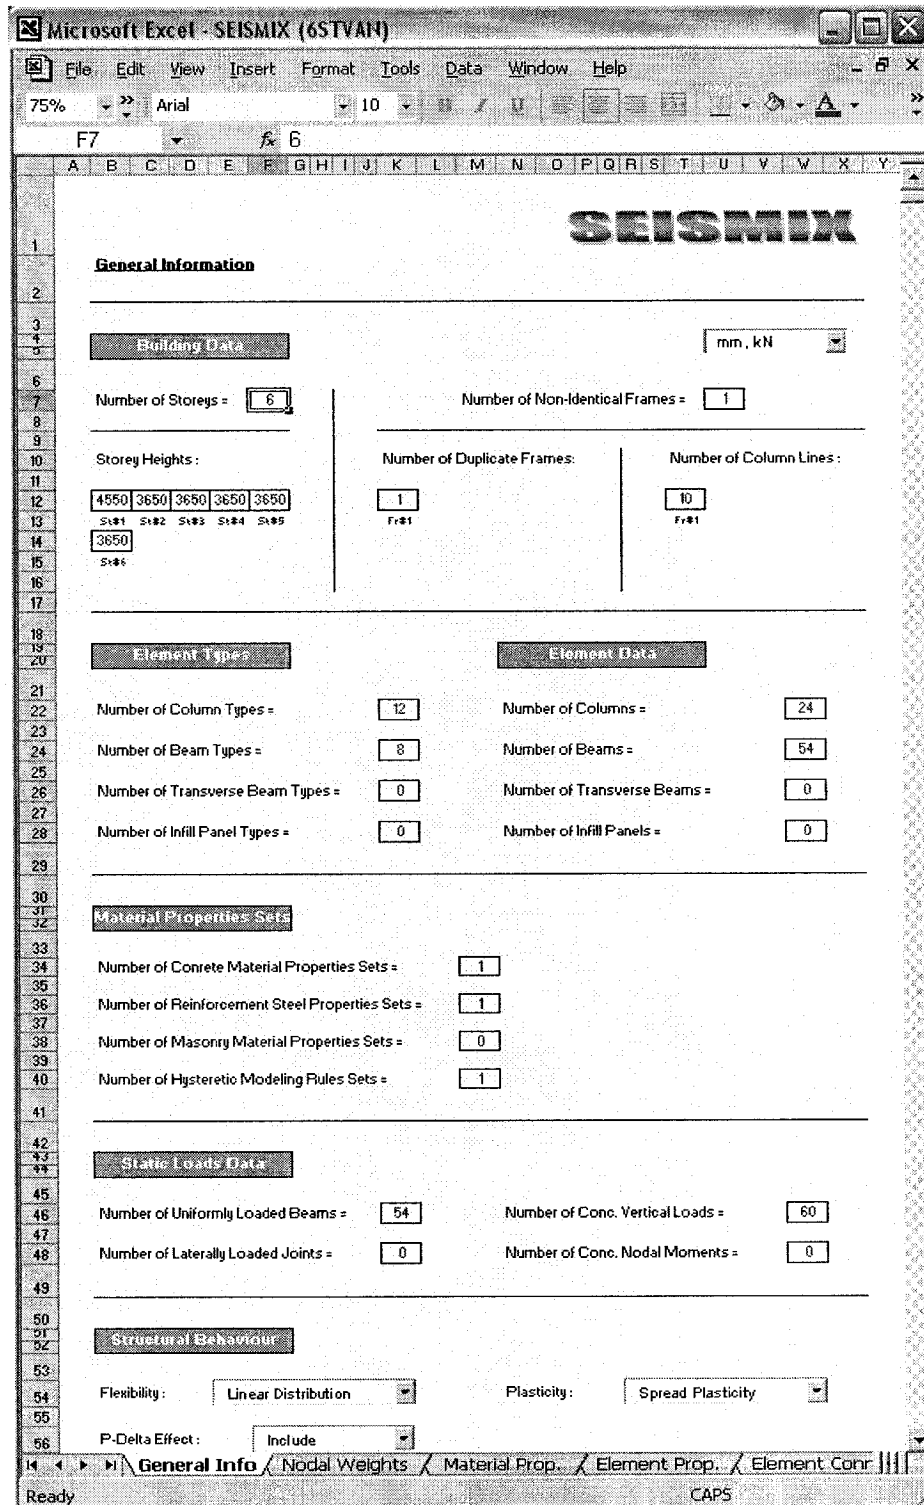 Microsoft Excel - SEISMIX (6STVAN)
File Edit View Insert Format Tools Data Window Help
75% Arial 10 B I U A
F7 fx 6
A B C D E F G H I J K L M N O P Q R S T U V W X Y
SEISMIX
General Information
Building Data
mm, kN
Number of Storeys = 6
Number of Non-Identical Frames = 1
Storey Heights :
Number of Duplicate Frames:
Number of Column Lines :
4550 3650 3650 3650 3650
1
10
St#1 St#2 St#3 St#4 St#5
Fr#1
Fr#1
3650
St#6
Element Types
Element Data
Number of Column Types = 12
Number of Columns = 24
Number of Beam Types = 8
Number of Beams = 54
Number of Transverse Beam Types = 0
Number of Transverse Beams = 0
Number of Infill Panel Types = 0
Number of Infill Panels = 0
Material Properties Sets
Number of Conrete Material Properties Sets = 1
Number of Reinforcement Steel Properties Sets = 1
Number of Masonry Material Properties Sets = 0
Number of Hysteretic Modeling Rules Sets = 1
Static Loads Data
Number of Uniformly Loaded Beams = 54
Number of Conc. Vertical Loads = 60
Number of Laterally Loaded Joints = 0
Number of Conc. Nodal Moments = 0
Structural Behaviour
Flexibility : Linear Distribution
Plasticity : Spread Plasticity
P-Delta Effect : Include
General Info / Nodal Weights / Material Prop. / Element Prop. / Element Conr
Ready CAPS